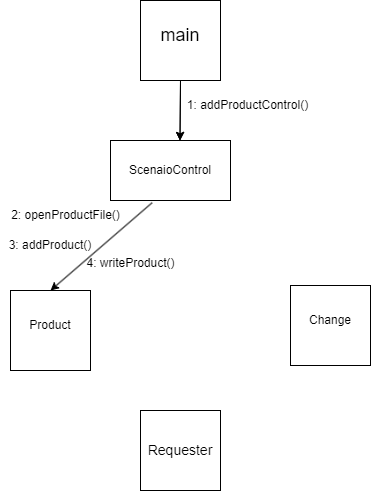 main
1: addProductControl()
ScenaioControl
2: openProductFile()
3: addProduct()
4: writeProduct()
Product
Change
Requester